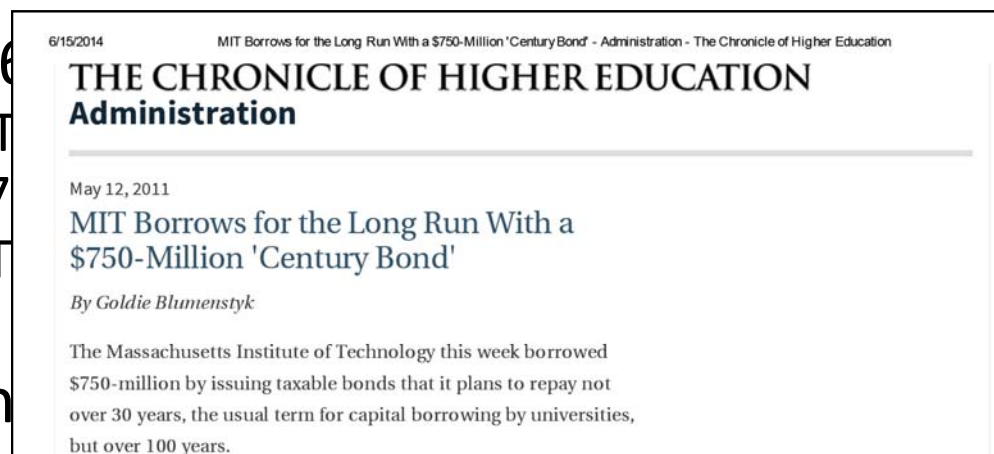 6/15/2014 MIT Borrows for the Long Run With a $750-Million 'Century Bond' - Administration - The Chronicle of Higher Education
THE CHRONICLE OF HIGHER EDUCATION
Administration
May 12, 2011
MIT Borrows for the Long Run With a
$750-Million 'Century Bond'
By Goldie Blumenstyk
The Massachusetts Institute of Technology this week borrowed
$750-million by issuing taxable bonds that it plans to repay not
over 30 years, the usual term for capital borrowing by universities,
but over 100 years.